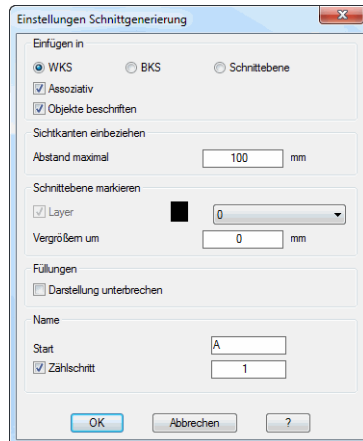 Einstellungen Schnittgenerierung
Einfügen in
WKS BKS Schnittebene
Assoziativ
Objekte beschriften
Sichtkanten einbeziehen
Abstand maximal 100 mm
Schnittebene markieren
Layer 0
Vergrößern um 0 mm
Füllungen
Darstellung unterbrechen
Name
Start A
Zählschritt 1
OK Abbrechen ?